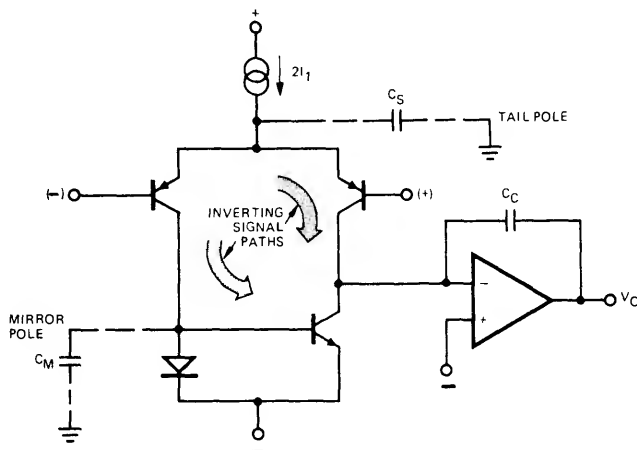 +
2I1
CS
TAIL POLE
(−)
(+)
INVERTING
SIGNAL
PATHS
CC
−
+
VO
MIRROR
POLE
CM
−